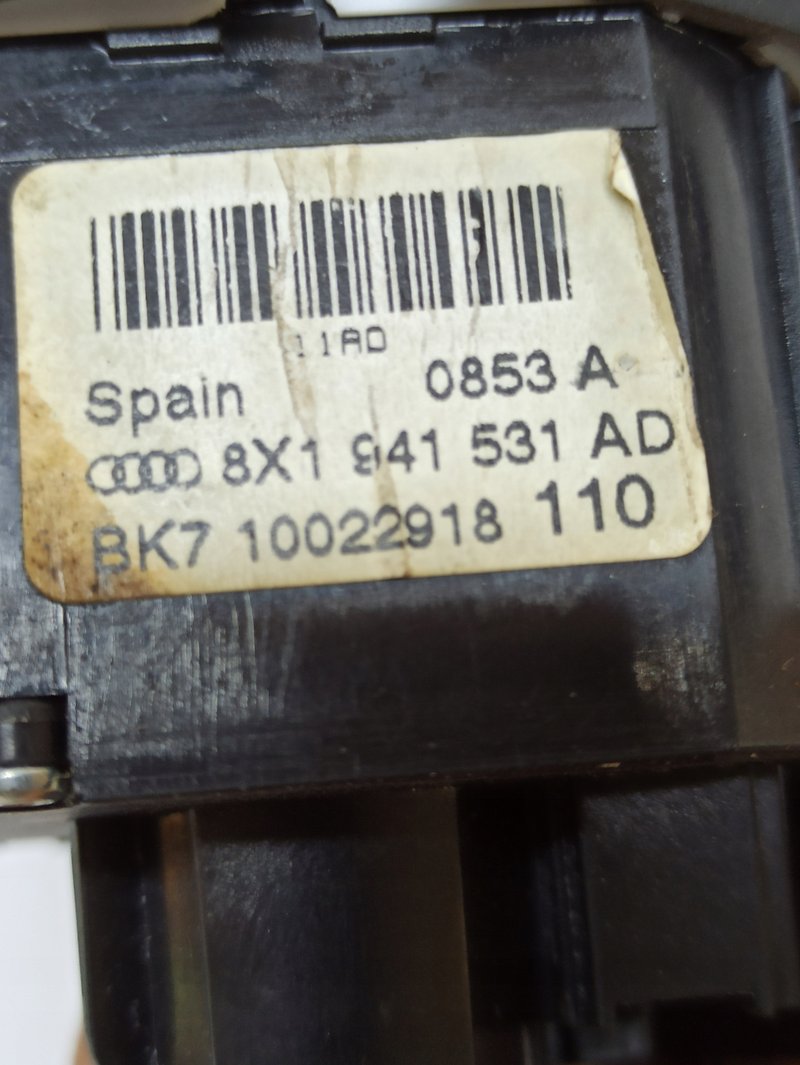 11AD
Spain 0853 A
8X1 941 531 AD
BK7 10022918 110